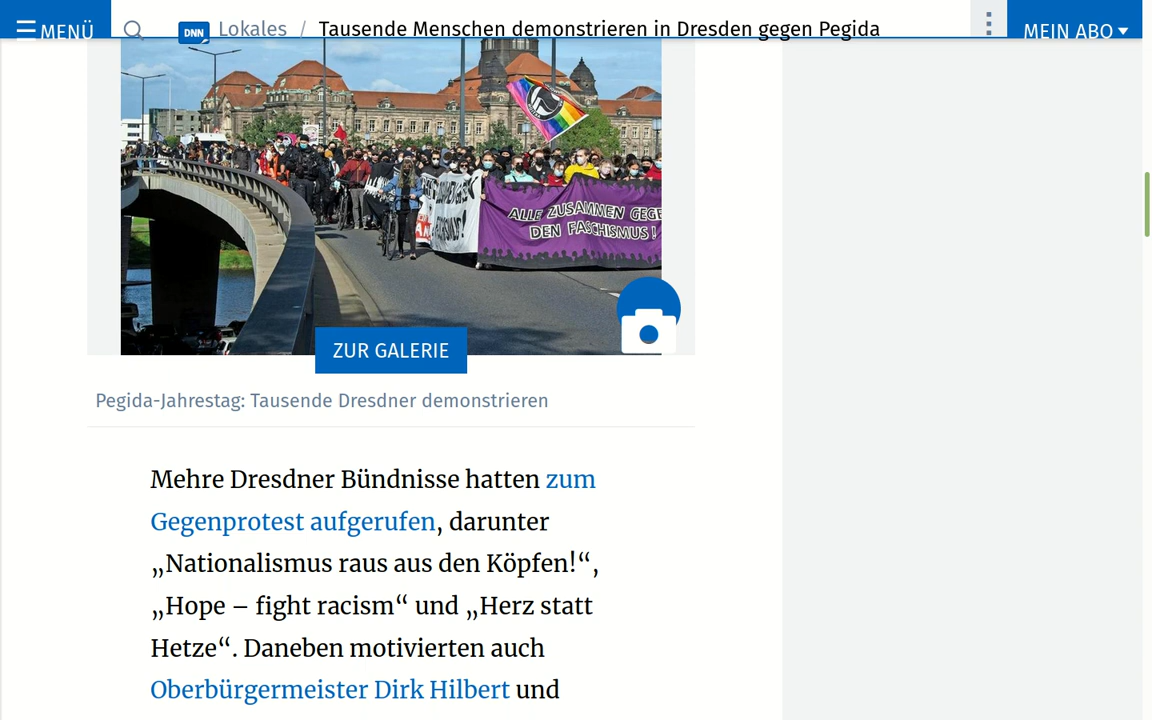 MENÜ
DNN Lokales / Tausende Menschen demonstrieren in Dresden gegen Pegida
MEIN ABO
ALLE ZUSAMMEN GEGE
DEN FASCHISMUS!
ZUR GALERIE
Pegida-Jahrestag: Tausende Dresdner demonstrieren
Mehre Dresdner Bündnisse hatten zum
Gegenprotest aufgerufen, darunter
„Nationalismus raus aus den Köpfen!“,
„Hope – fight racism“ und „Herz statt
Hetze“. Daneben motivierten auch
Oberbürgermeister Dirk Hilbert und